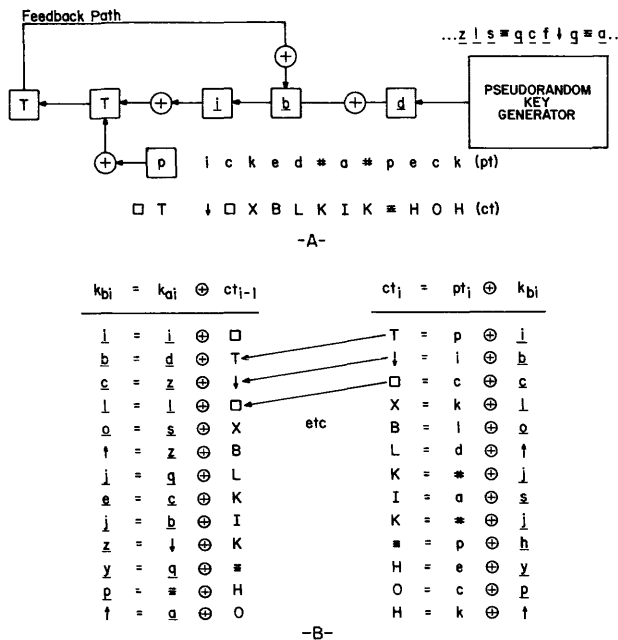 Feedback Path
...z l s ⩸ q c f ↓ g ⩸ a..
T T ⊕ i b ⊕ d
PSEUDORANDOM
KEY
GENERATOR
⊕ p i c k e d # a # p e c k (pt)
□ T ↓ □ X B L K I K ⩸ H O H (ct)
-A-
k_bi = k_ai ⊕ ct_i-1
i = i ⊕ □
b = d ⊕ T
c = z ⊕ ↓
l = l ⊕ □
o = s ⊕ X
↑ = z ⊕ B
j = q ⊕ L
e = c ⊕ K
j = b ⊕ I
z = ↓ ⊕ K
y = q ⊕ ⩸
p = ⩸ ⊕ H
↑ = a ⊕ O
etc
ct_i = pt_i ⊕ k_bi
T = p ⊕ i
↓ = i ⊕ b
□ = c ⊕ c
X = k ⊕ l
B = l ⊕ o
L = d ⊕ ↑
K = # ⊕ j
I = a ⊕ s
K = # ⊕ j
⩸ = p ⊕ h
H = e ⊕ y
O = c ⊕ p
H = k ⊕ ↑
-B-